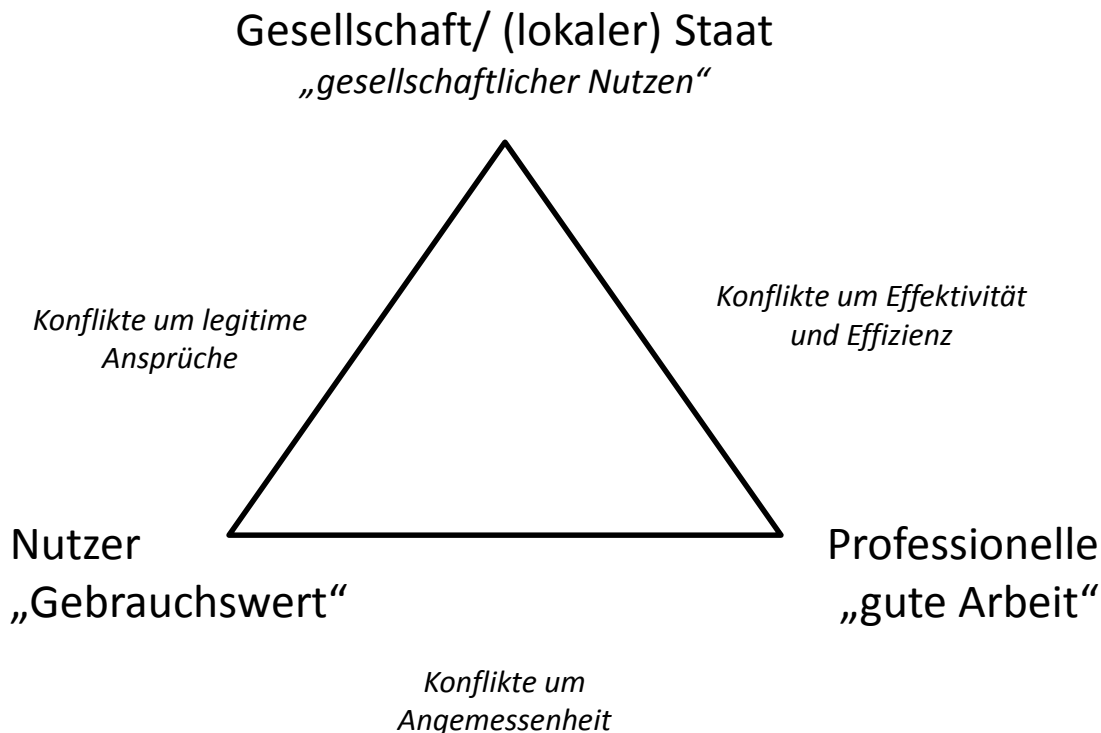 Gesellschaft/ (lokaler) Staat
„gesellschaftlicher Nutzen“
Konflikte um legitime
Ansprüche
Konflikte um Effektivität
und Effizienz
Nutzer
„Gebrauchswert“
Professionelle
„gute Arbeit“
Konflikte um
Angemessenheit